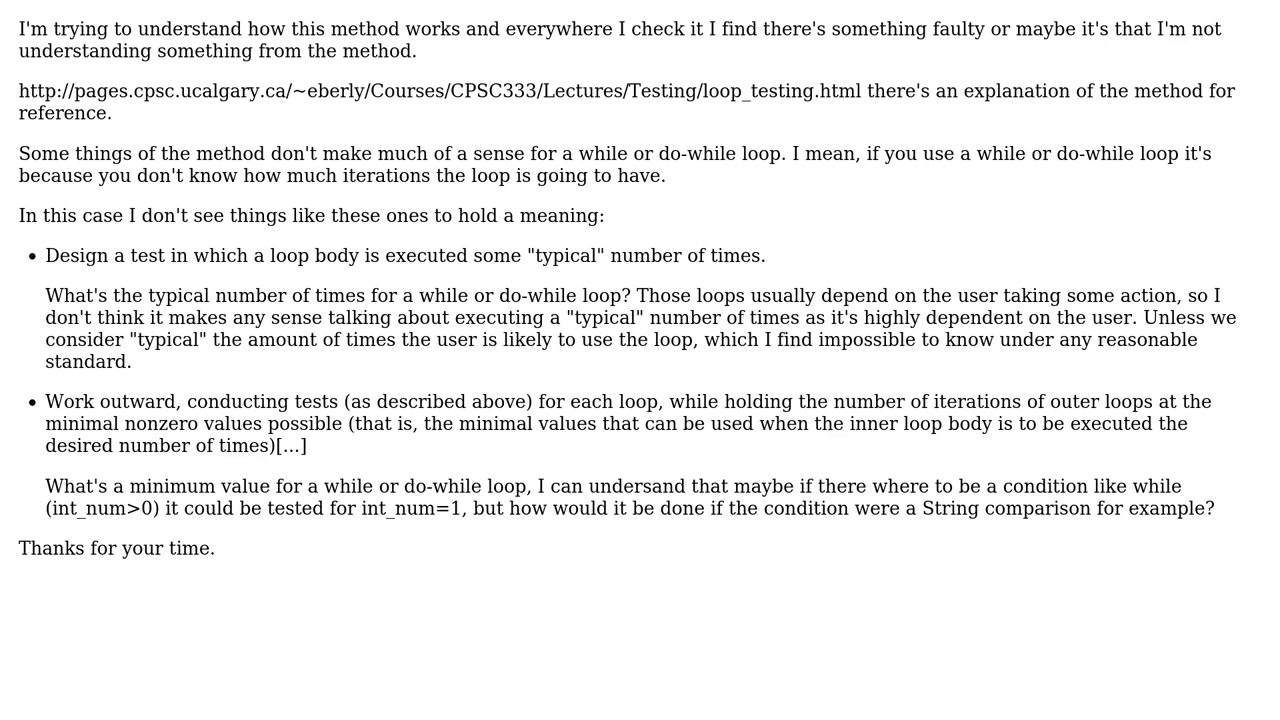 I'm trying to understand how this method works and everywhere I check it I find there's something faulty or maybe it's that I'm not
understanding something from the method.
http://pages.cpsc.ucalgary.ca/~eberly/Courses/CPSC333/Lectures/Testing/loop_testing.html there's an explanation of the method for
reference.
Some things of the method don't make much of a sense for a while or do-while loop. I mean, if you use a while or do-while loop it's
because you don't know how much iterations the loop is going to have.
In this case I don't see things like these ones to hold a meaning:
• Design a test in which a loop body is executed some "typical" number of times.
What's the typical number of times for a while or do-while loop? Those loops usually depend on the user taking some action, so I
don't think it makes any sense talking about executing a "typical" number of times as it's highly dependent on the user. Unless we
consider "typical" the amount of times the user is likely to use the loop, which I find impossible to know under any reasonable
standard.
• Work outward, conducting tests (as described above) for each loop, while holding the number of iterations of outer loops at the
minimal nonzero values possible (that is, the minimal values that can be used when the inner loop body is to be executed the
desired number of times)[...]
What's a minimum value for a while or do-while loop, I can undersand that maybe if there where to be a condition like while
(int_num>0) it could be tested for int_num=1, but how would it be done if the condition were a String comparison for example?
Thanks for your time.